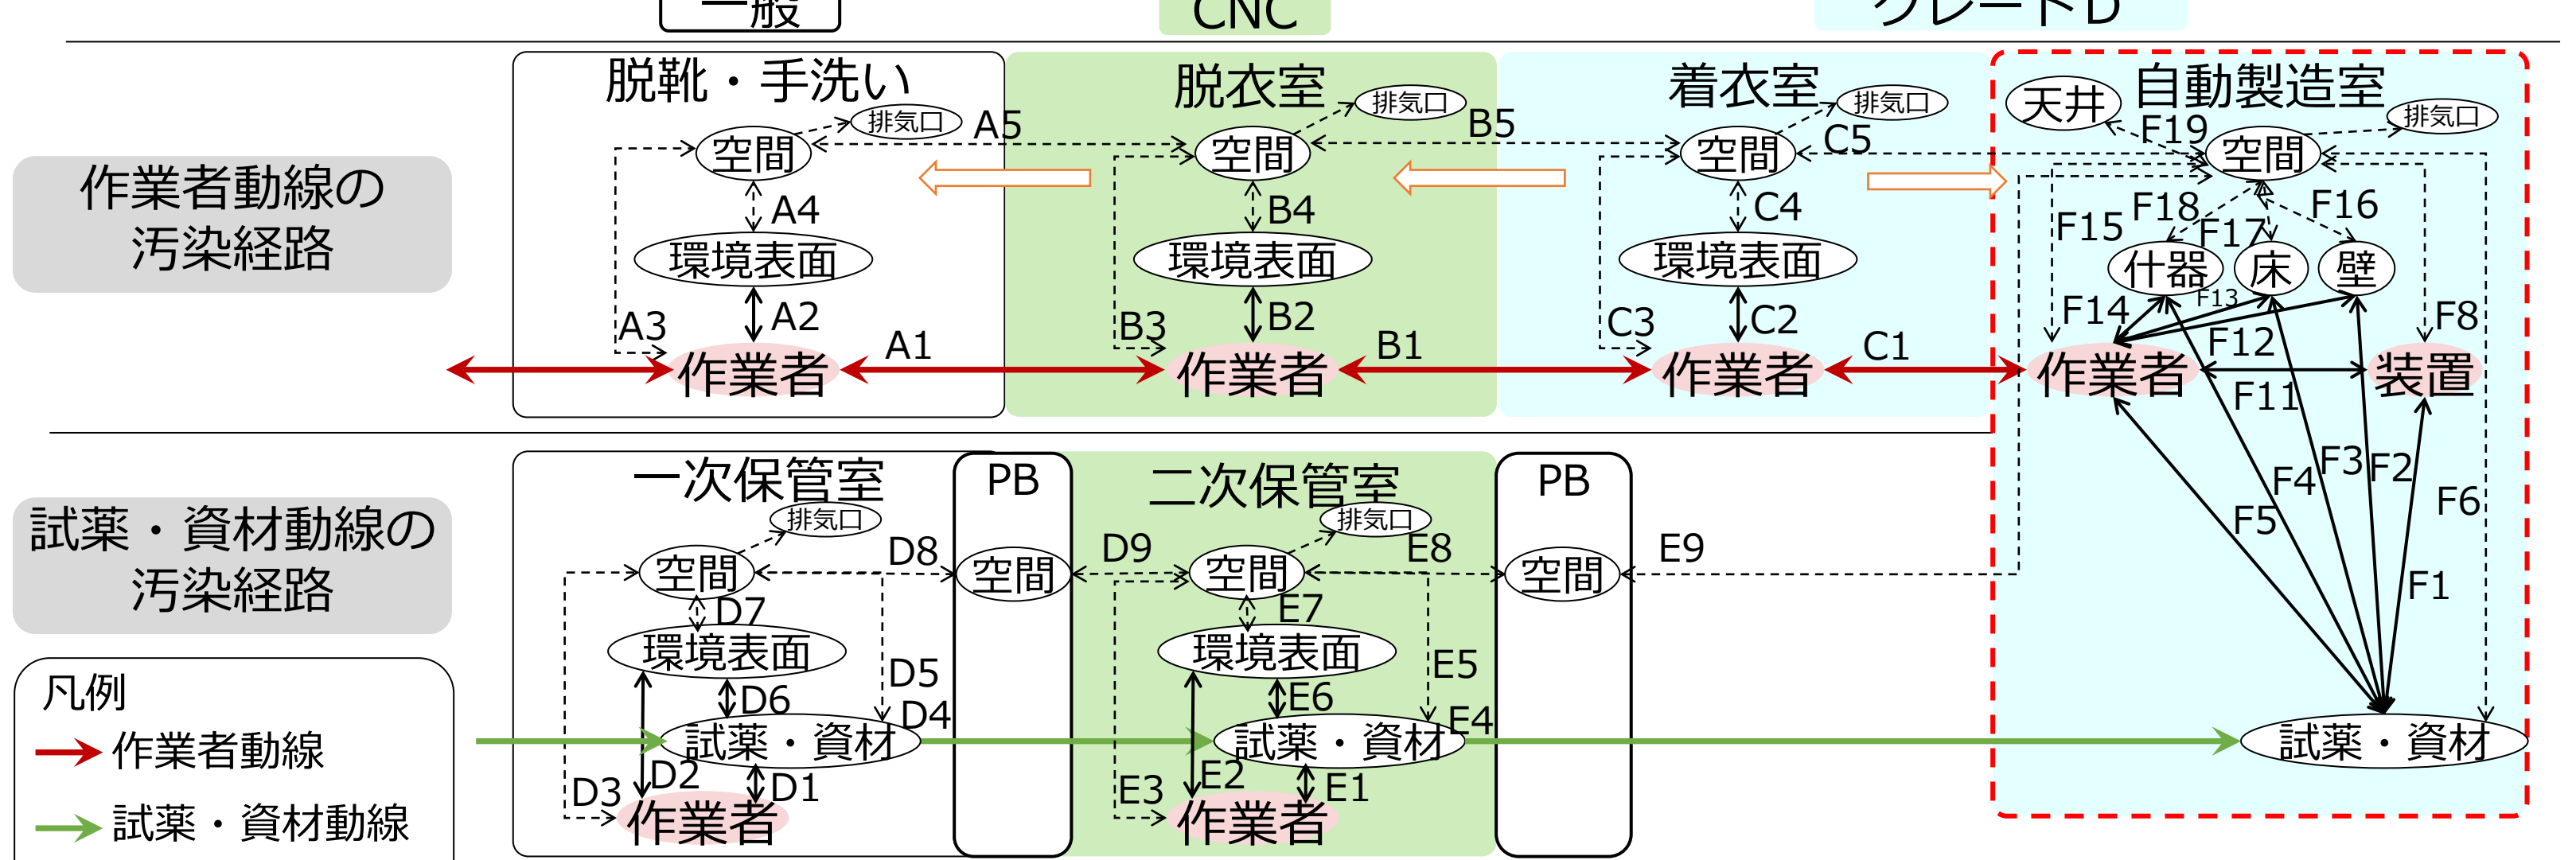 一般
CNC
グレードD
作業者動線の
汚染経路
脱靴・手洗い
排気口
空間
A5
A4
環境表面
A3
A2
作業者
A1
脱衣室
排気口
空間
B5
B4
環境表面
B3
B2
作業者
B1
着衣室
排気口
空間
C5
C4
環境表面
C3
C2
作業者
C1
自動製造室
天井
排気口
F19
空間
F18
F16
F15
F17
什器
床
壁
F13
F14
F8
F12
作業者
装置
F11
F3
F2
F4
F6
F5
F1
試薬・資材
試薬・資材動線の
汚染経路
一次保管室
排気口
空間
D8
D7
環境表面
D5
D6
D4
試薬・資材
D2
D1
D3
作業者
PB
空間
D9
二次保管室
排気口
空間
E8
E7
環境表面
E5
E6
E4
試薬・資材
E2
E1
E3
作業者
PB
空間
E9
凡例
作業者動線
試薬・資材動線